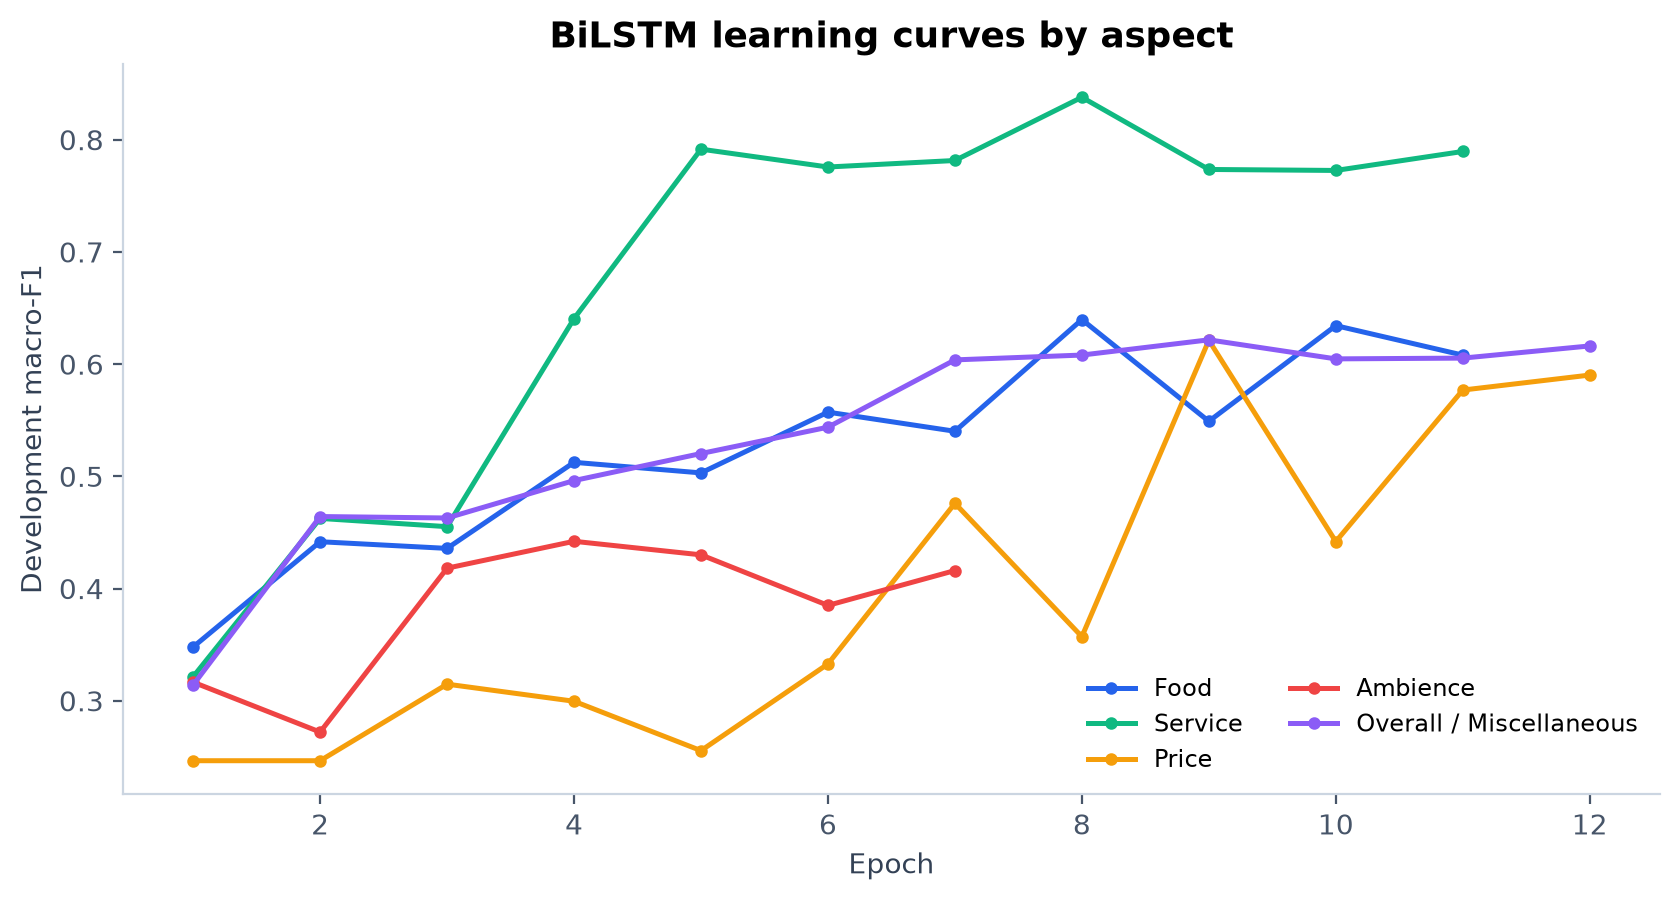 BiLSTM learning curves by aspect
Development macro-F1
0.8
0.7
0.6
0.5
0.4
0.3
2
4
6
8
10
12
Epoch
Food
Service
Price
Ambience
Overall / Miscellaneous